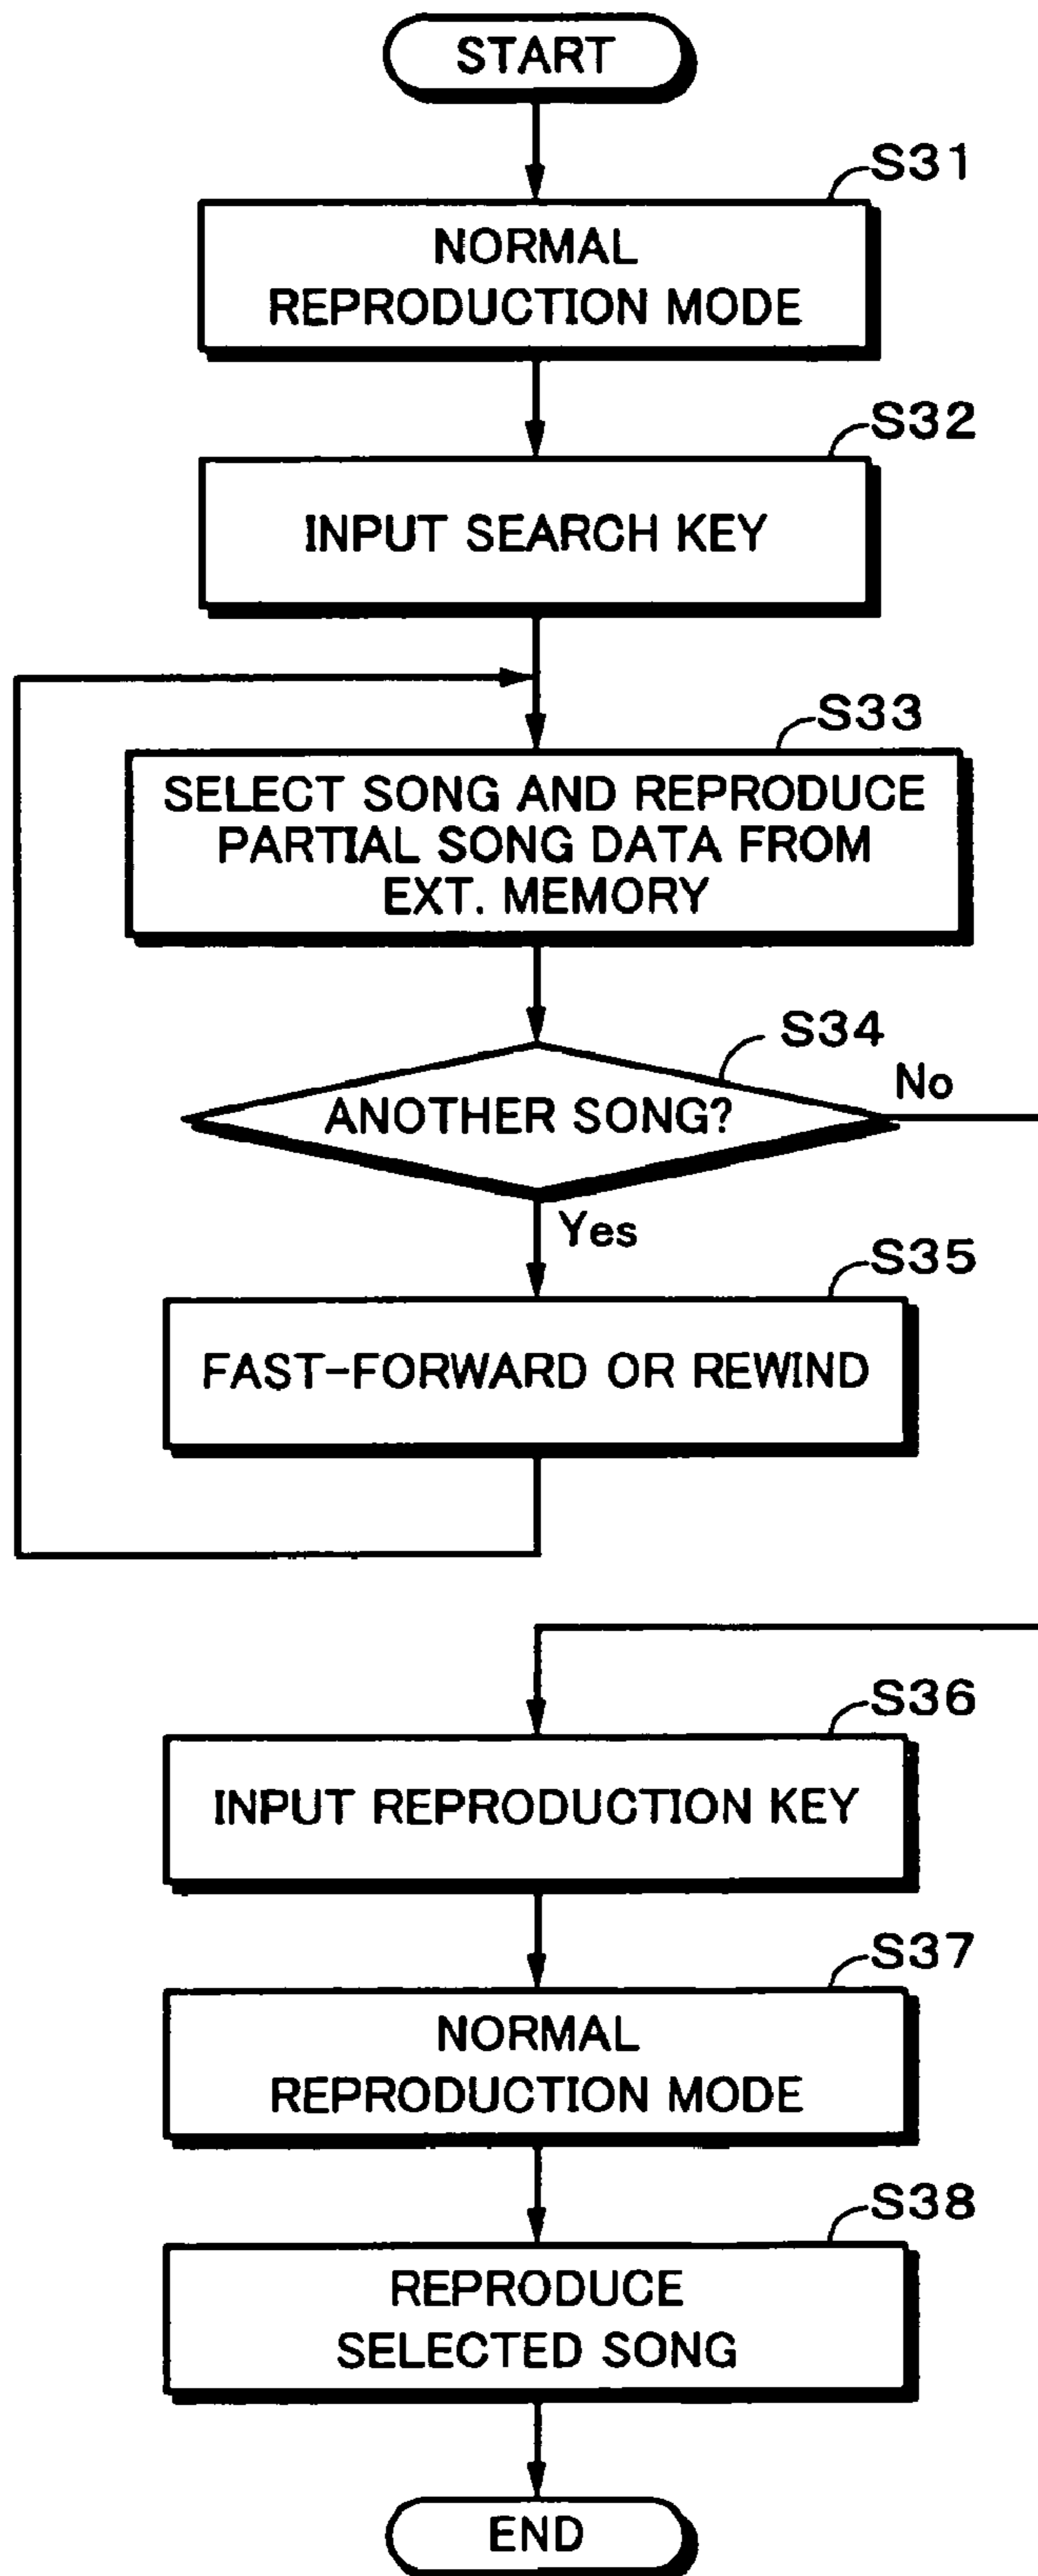 START
S31
NORMAL
REPRODUCTION MODE
S32
INPUT SEARCH KEY
S33
SELECT SONG AND REPRODUCE
PARTIAL SONG DATA FROM
EXT. MEMORY
S34
ANOTHER SONG?
No
Yes
S35
FAST-FORWARD OR REWIND
S36
INPUT REPRODUCTION KEY
S37
NORMAL
REPRODUCTION MODE
S38
REPRODUCE
SELECTED SONG
END